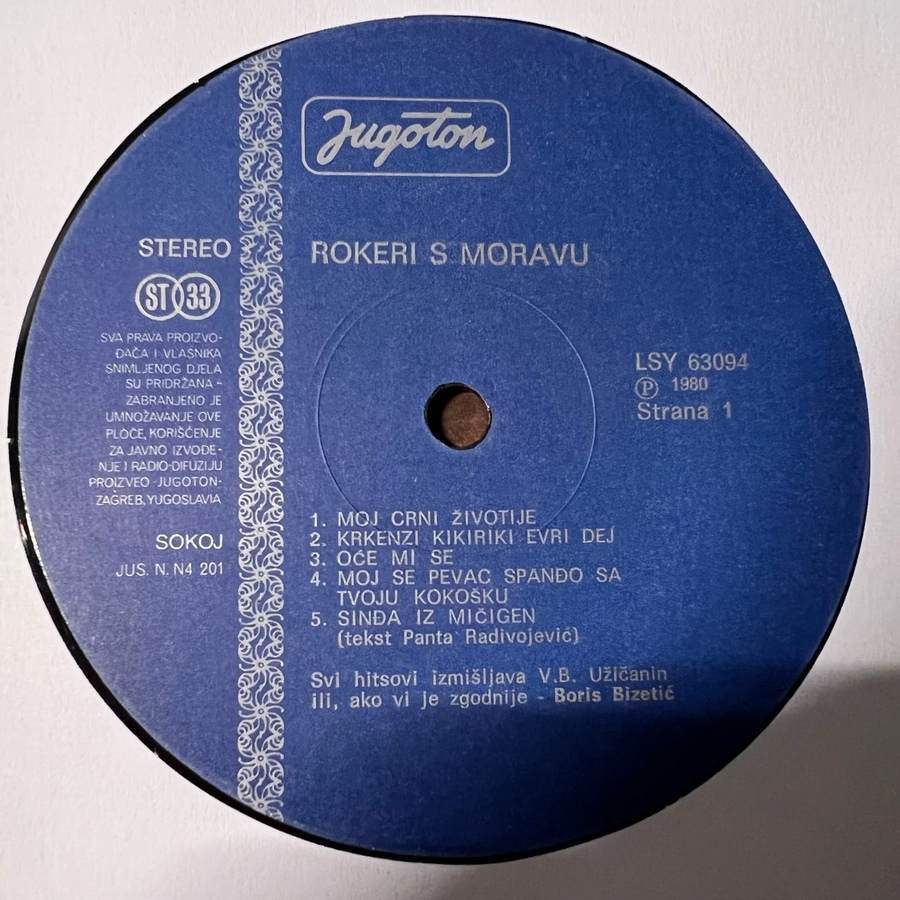 Jugoton
STEREO
ST 33
SVA PRAVA PROIZVO-
ĐAČA I VLASNIKA
SNIMLJENOG DJELA
SU PRIDRŽANA -
ZABRANJENO JE
UMNOŽAVANJE OVE
PLOČE, KORIŠĆENJE
ZA JAVNO IZVOĐE-
NJE I RADIO-DIFUZIJU
PROIZVEO-JUGOTON-
ZAGREB, YUGOSLAVIA
SOKOJ
JUS. N. N4 201
ROKERI S MORAVU
LSY 63094
Ⓟ 1980
Strana 1
1. MOJ CRNI ŽIVOTIJE
2. KRKENZI KIKIRIKI EVRI DEJ
3. OĆE MI SE
4. MOJ SE PEVAC SPANĐO SA
TVOJU KOKOŠKU
5. SINĐA IZ MIČIGEN
(tekst Panta Radivojević)
Svi hitsovi izmišljava V.B. Užičanin
ili, ako vi je zgodnije - Boris Bizetić